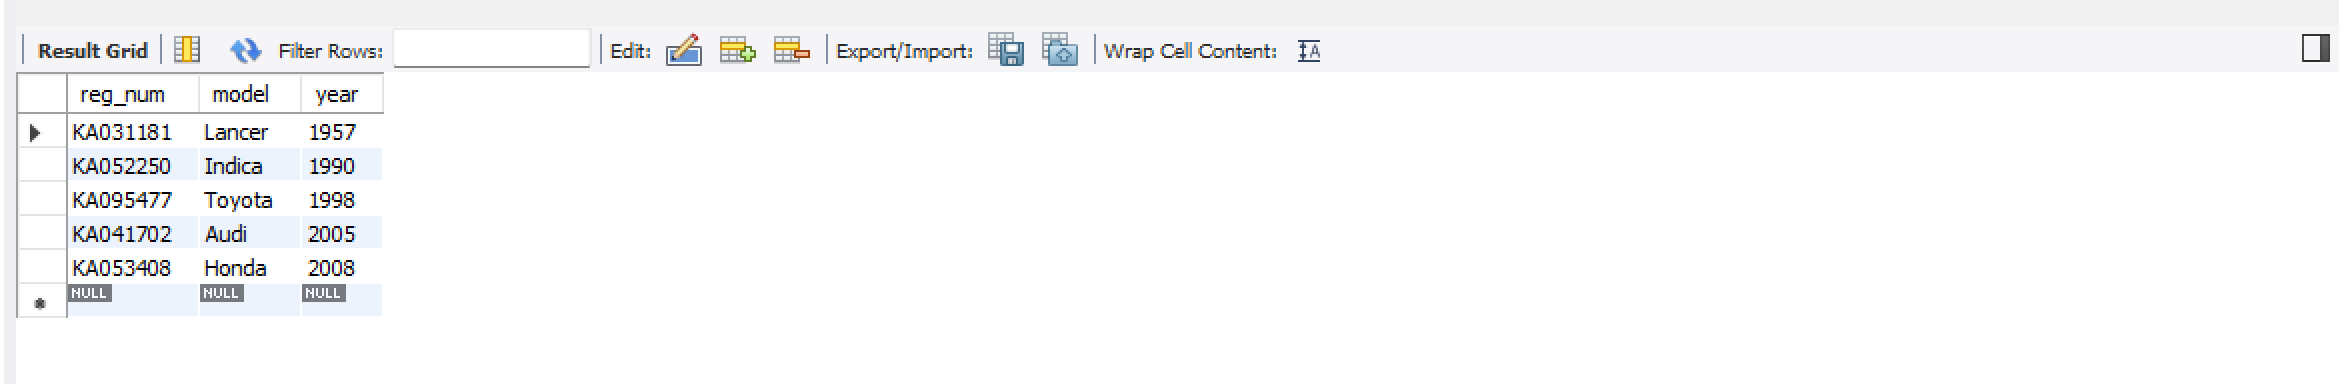 Result Grid Filter Rows: Edit: Export/Import: Wrap Cell Content: A
reg_num model year
KA031181 Lancer 1957
KA052250 Indica 1990
KA095477 Toyota 1998
KA041702 Audi 2005
KA053408 Honda 2008
NULL NULL NULL